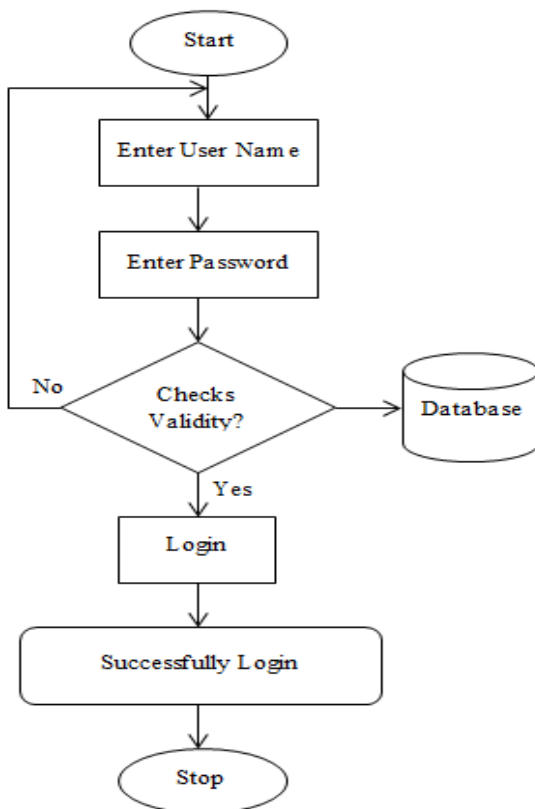 Start
Enter User Name
Enter Password
No
Checks
Validity?
Database
Yes
Login
Successfully Login
Stop